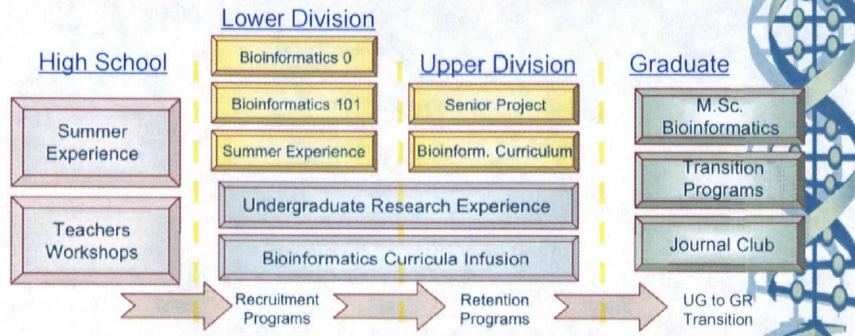 High School
Summer
Experience
Teachers
Workshops
Lower Division
Bioinformatics 0
Bioinformatics 101
Summer Experience
Upper Division
Senior Project
Bioinform. Curriculum
Undergraduate Research Experience
Bioinformatics Curricula Infusion
Graduate
M.Sc.
Bioinformatics
Transition
Programs
Journal Club
Recruitment
Programs
Retention
Programs
UG to GR
Transition